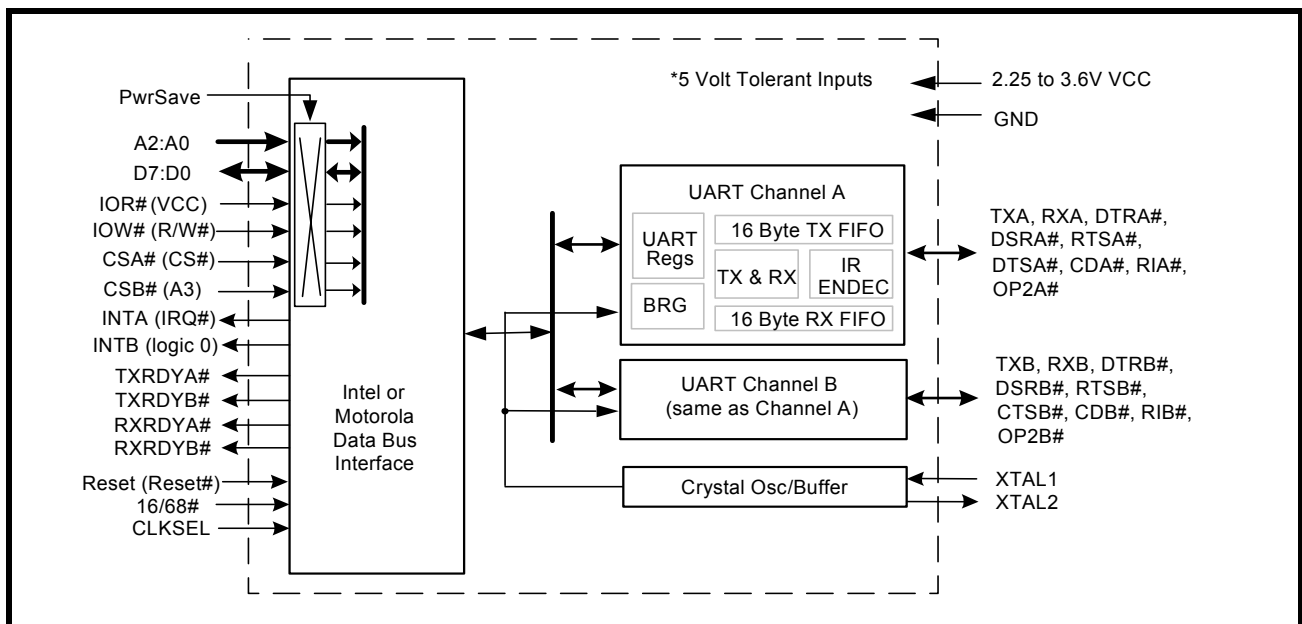 *5 Volt Tolerant Inputs
2.25 to 3.6V VCC
GND
PwrSave
A2:A0
D7:D0
IOR# (VCC)
IOW# (R/W#)
CSA# (CS#)
CSB# (A3)
INTA (IRQ#)
INTB (logic 0)
TXRDYA#
TXRDYB#
RXRDYA#
RXRDYB#
Reset (Reset#)
16/68#
CLKSEL
Intel or
Motorola
Data Bus
Interface
UART Channel A
UART
Regs
BRG
16 Byte TX FIFO
TX & RX
IR
ENDEC
16 Byte RX FIFO
TXA, RXA, DTRA#,
DSRA#, RTSA#,
DTSA#, CDA#, RIA#,
OP2A#
UART Channel B
(same as Channel A)
TXB, RXB, DTRB#,
DSRB#, RTSB#,
CTSB#, CDB#, RIB#,
OP2B#
Crystal Osc/Buffer
XTAL1
XTAL2